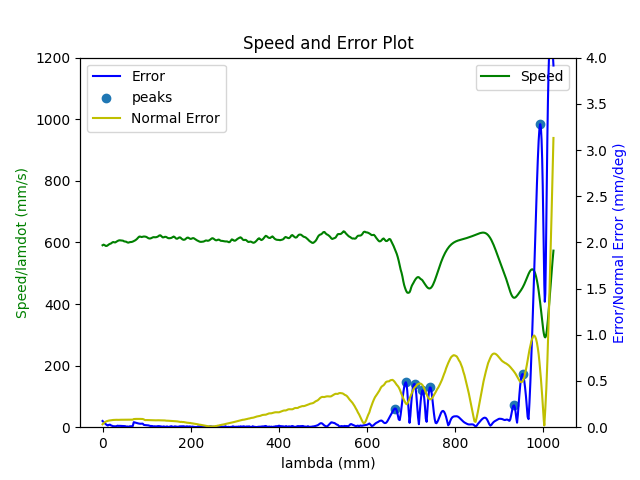 Speed and Error Plot
Error
peaks
Normal Error
Speed
Speed/lamdot (mm/s)
1200
1000
800
600
400
200
0
Error/Normal Error (mm/deg)
4.0
3.5
3.0
2.5
2.0
1.5
1.0
0.5
0.0
0 200 400 600 800 1000
lambda (mm)